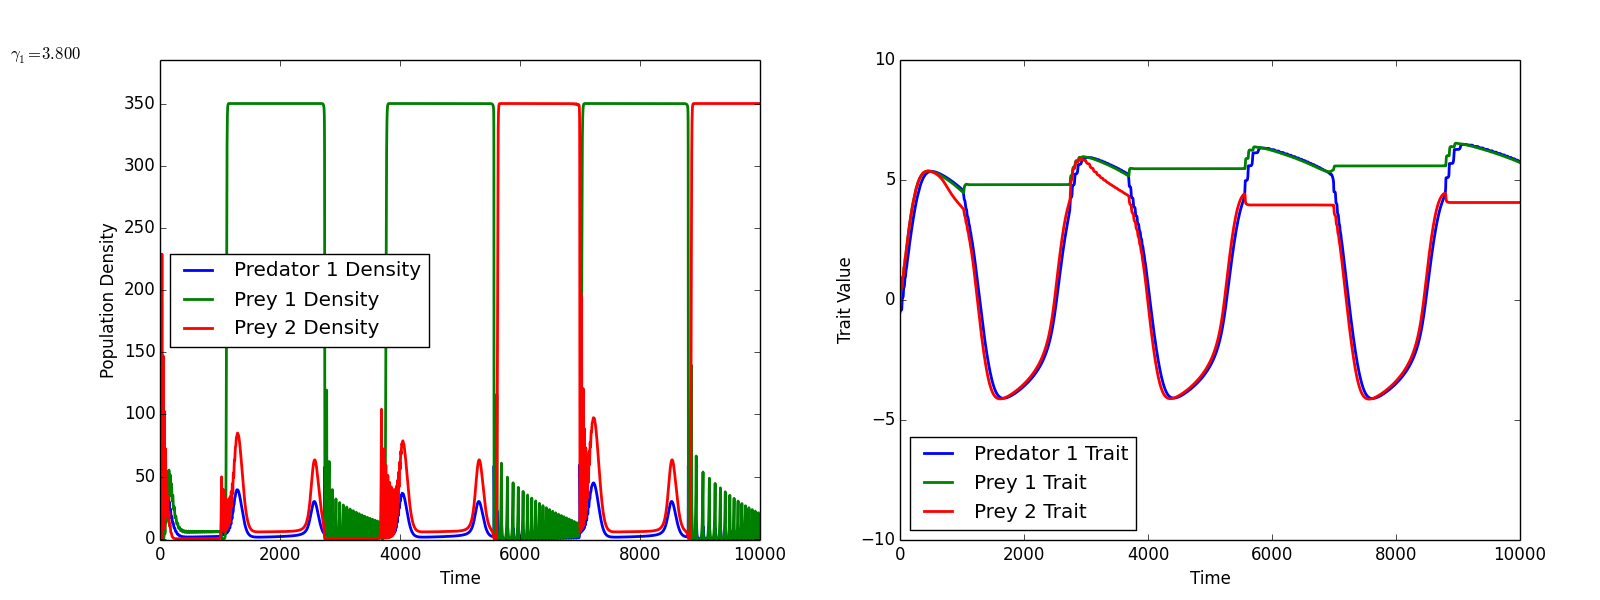 γ₁=3.800
350
300
250
200
150
100
50
0
Population Density
Predator 1 Density
Prey 1 Density
Prey 2 Density
0 2000 4000 6000 8000 10000
Time
10
5
0
−5
−10
Trait Value
Predator 1 Trait
Prey 1 Trait
Prey 2 Trait
0 2000 4000 6000 8000 10000
Time